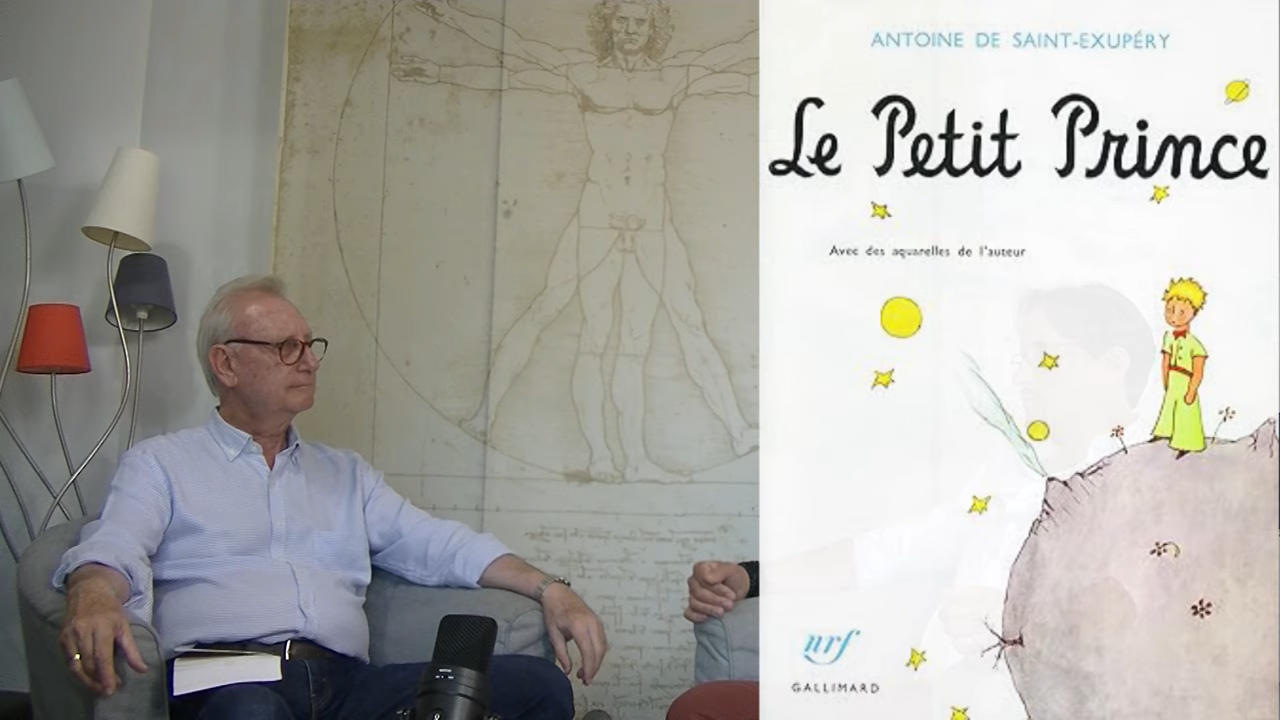 ANTOINE DE SAINT-EXUPÉRY
Le Petit Prince
Avec des aquarelles de l'auteur
nrf
GALLIMARD